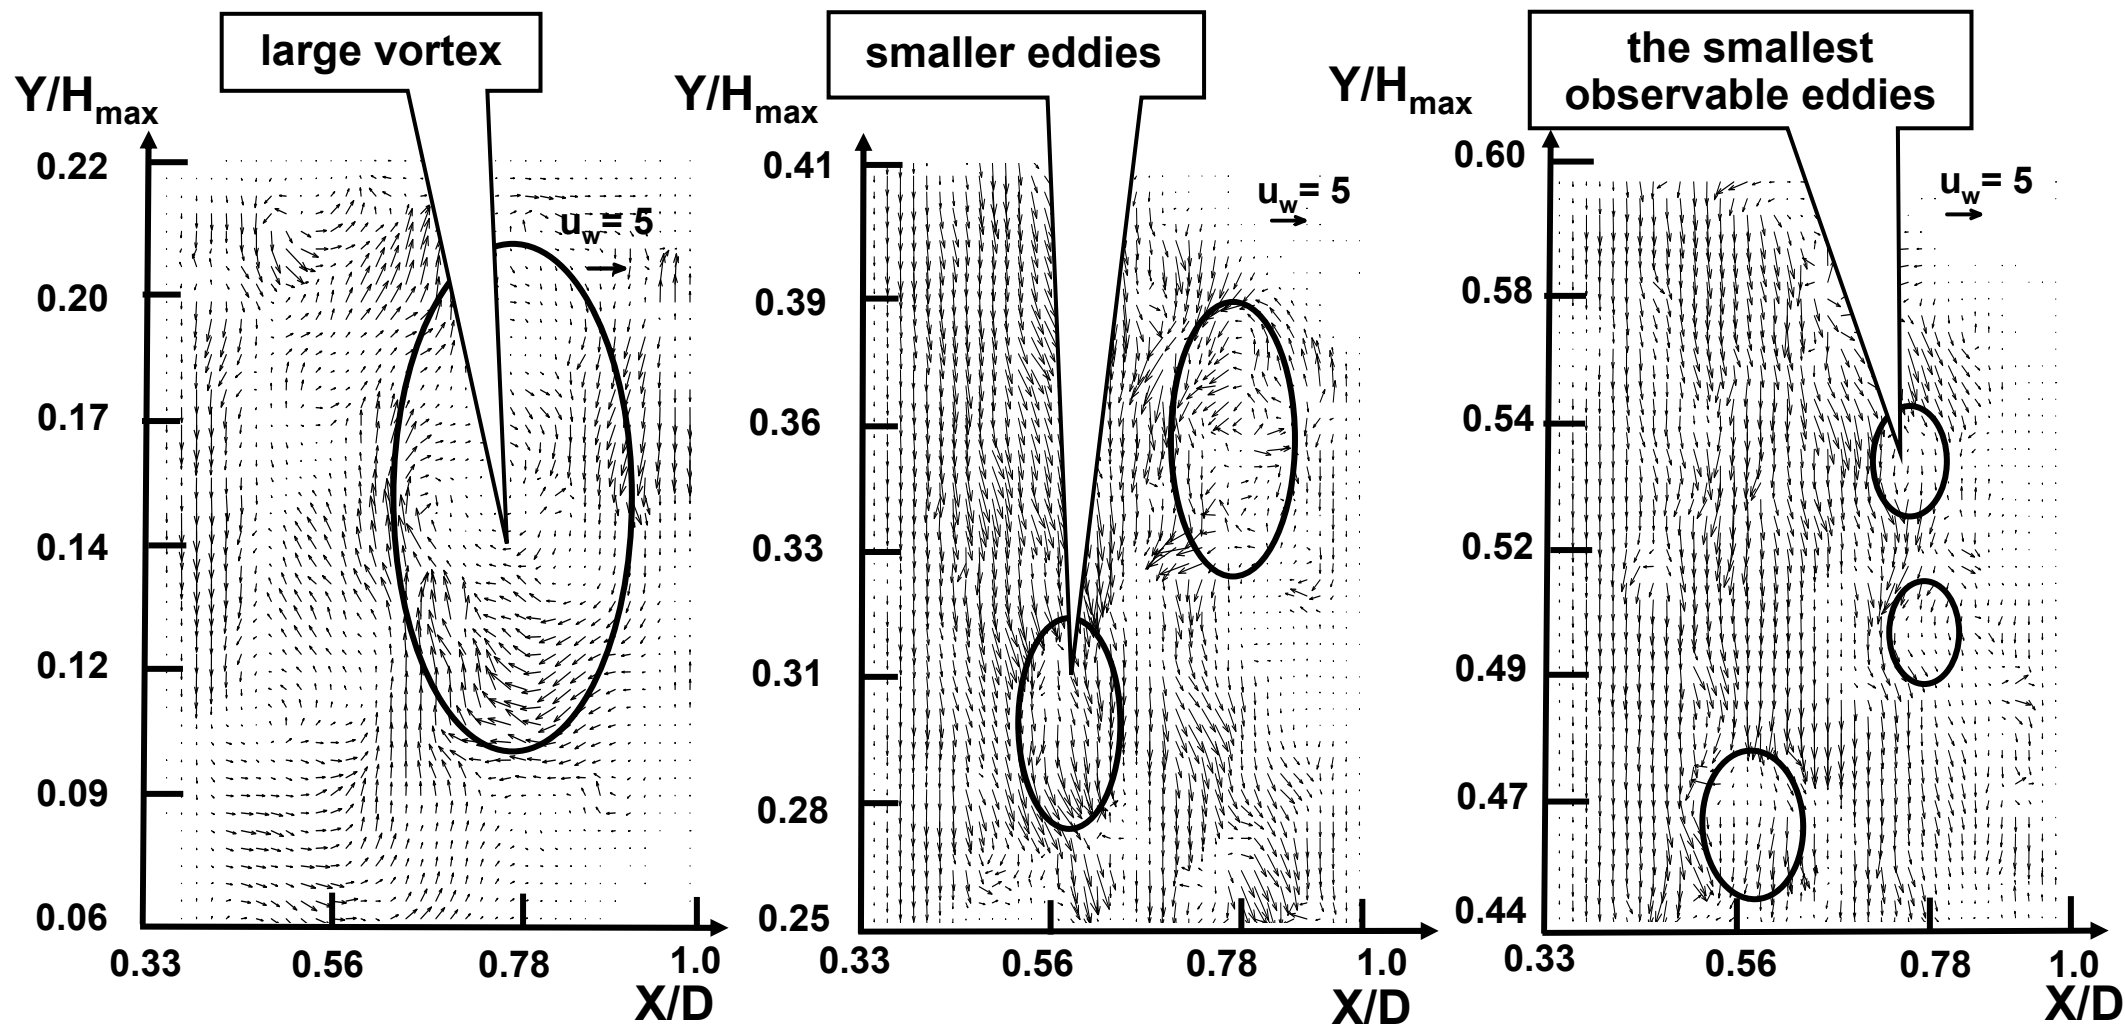 large vortex
Y/Hmax
0.22
0.20
0.17
0.14
0.12
0.09
0.06
uw= 5
0.33 0.56 0.78 1.0
X/D
smaller eddies
Y/Hmax
0.41
0.39
0.36
0.33
0.31
0.28
0.25
uw= 5
0.33 0.56 0.78 1.0
X/D
the smallest
observable eddies
Y/Hmax
0.60
0.58
0.54
0.52
0.49
0.47
0.44
uw= 5
0.33 0.56 0.78 1.0
X/D